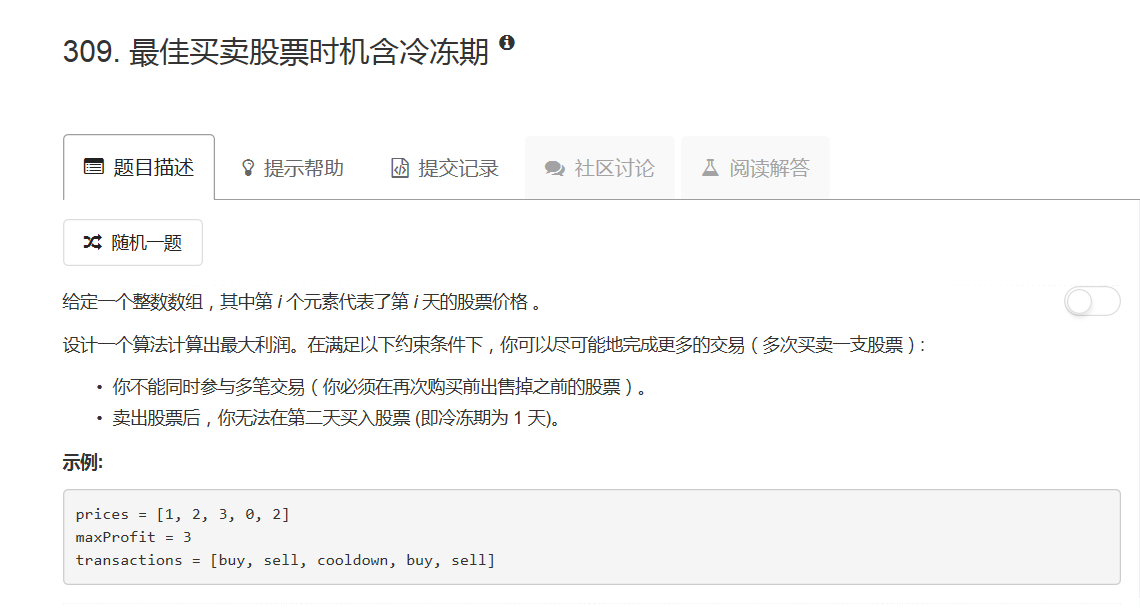 309. 最佳买卖股票时机含冷冻期
题目描述 提示帮助 提交记录 社区讨论 阅读解答
随机一题
给定一个整数数组，其中第 i 个元素代表了第 i 天的股票价格 。
设计一个算法计算出最大利润。在满足以下约束条件下，你可以尽可能地完成更多的交易（多次买卖一支股票）:
• 你不能同时参与多笔交易（你必须在再次购买前出售掉之前的股票）。
• 卖出股票后，你无法在第二天买入股票 (即冷冻期为 1 天)。
示例:
prices = [1, 2, 3, 0, 2]
maxProfit = 3
transactions = [buy, sell, cooldown, buy, sell]